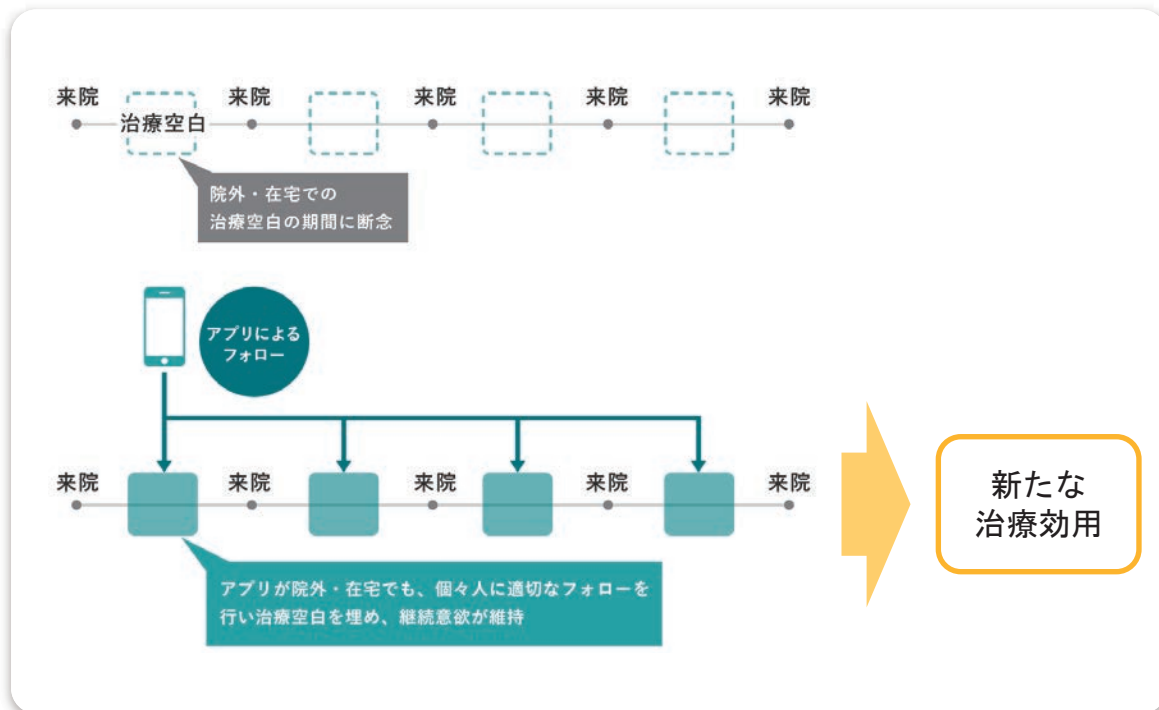 来院
来院
来院
来院
来院
治療空白
院外・在宅での
治療空白の期間に断念
アプリによる
フォロー
来院
来院
来院
来院
来院
アプリが院外・在宅でも、個々人に適切なフォローを
行い治療空白を埋め、継続意欲が維持
新たな
治療効用